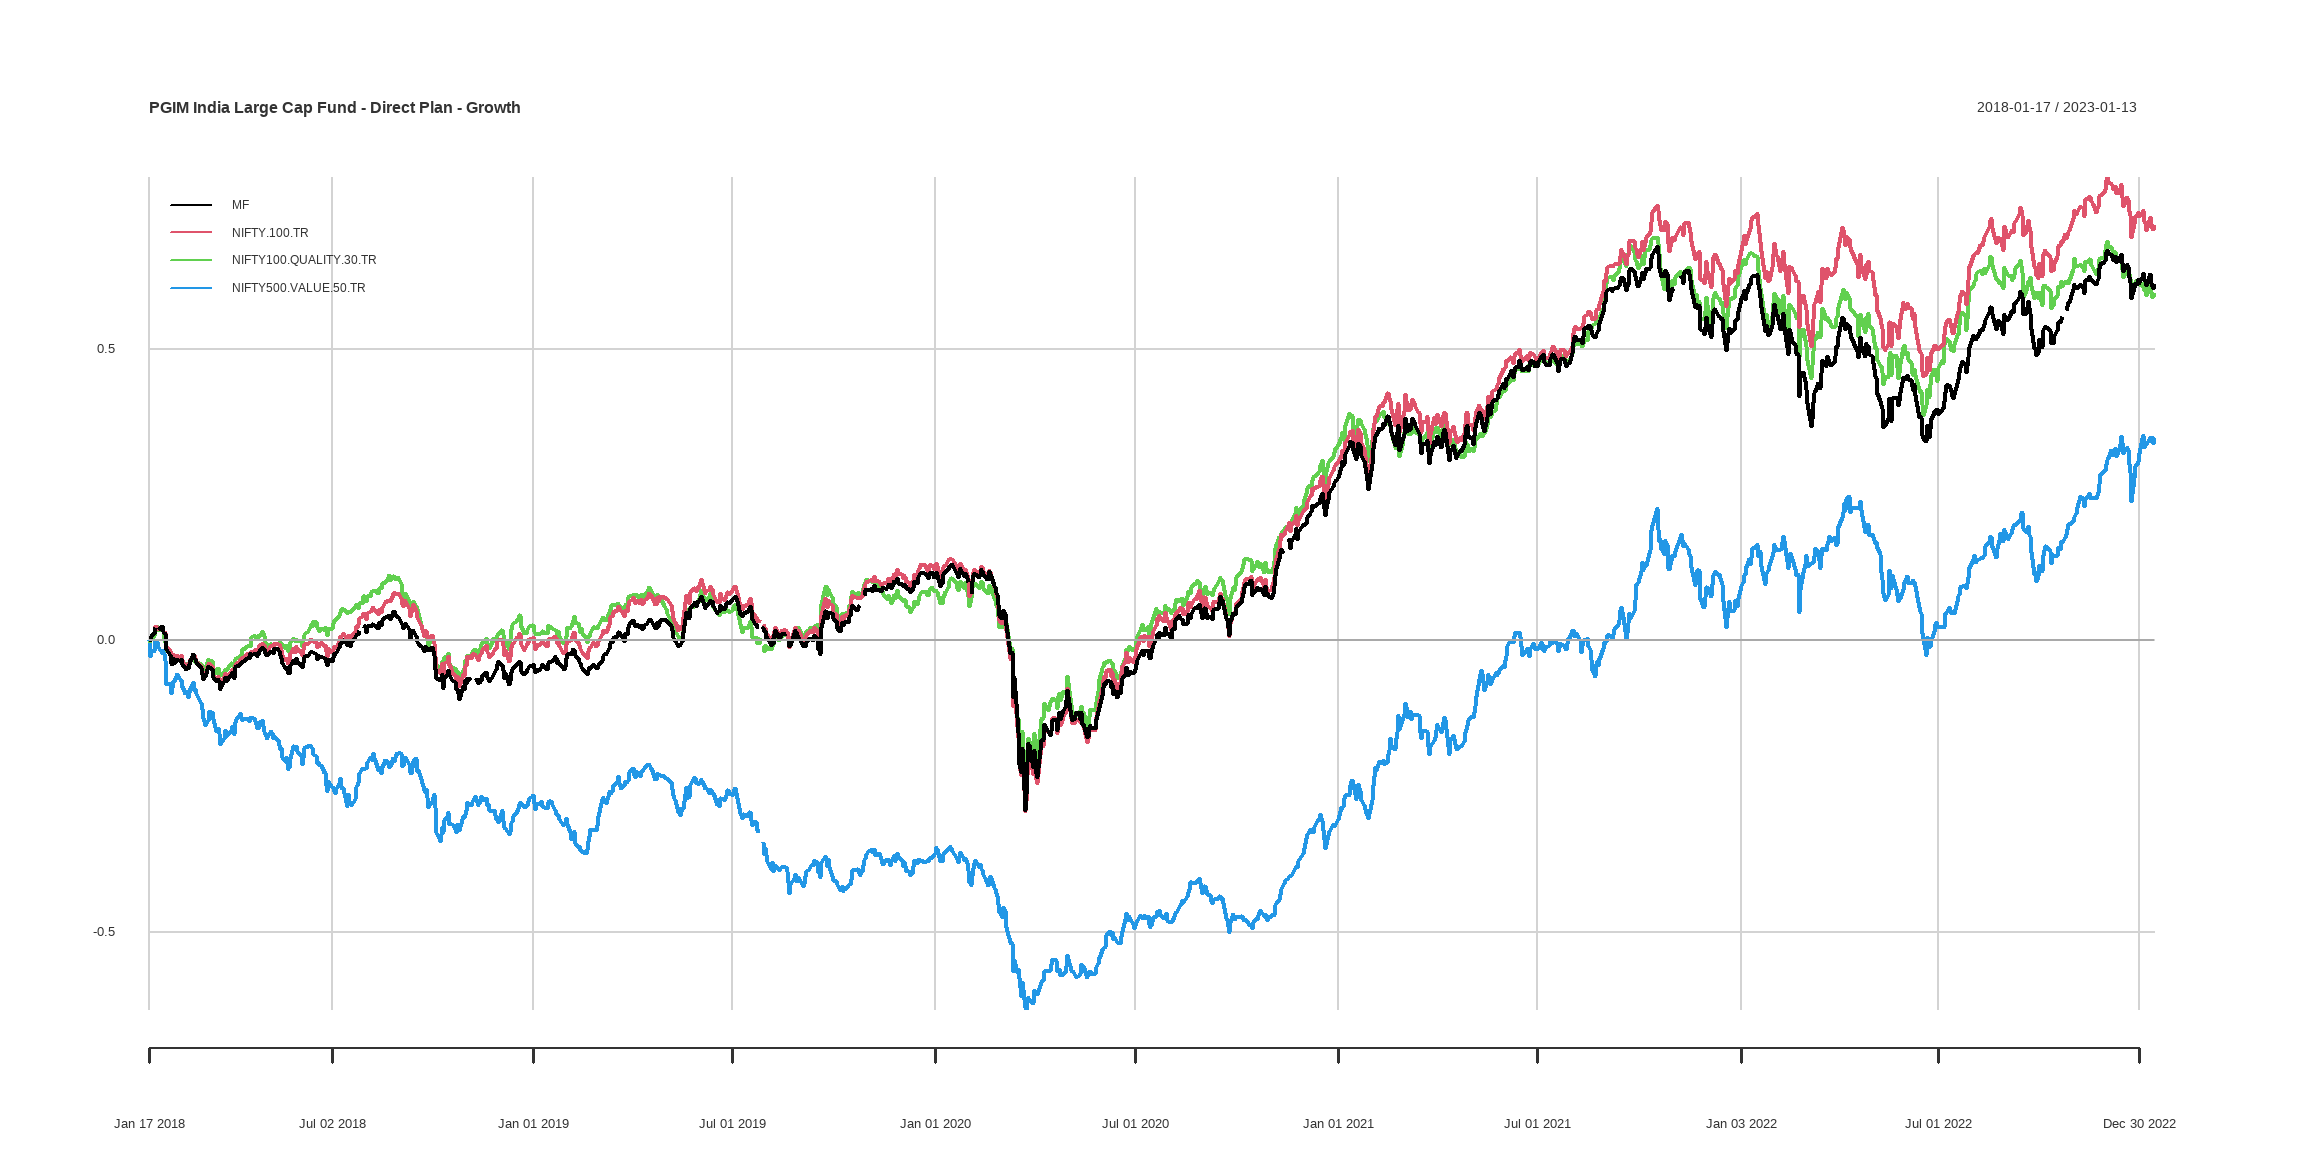 PGIM India Large Cap Fund - Direct Plan - Growth
2018-01-17 / 2023-01-13
MF
NIFTY.100.TR
NIFTY100.QUALITY.30.TR
NIFTY500.VALUE.50.TR
0.5
0.0
-0.5
Jan 17 2018
Jul 02 2018
Jan 01 2019
Jul 01 2019
Jan 01 2020
Jul 01 2020
Jan 01 2021
Jul 01 2021
Jan 03 2022
Jul 01 2022
Dec 30 2022